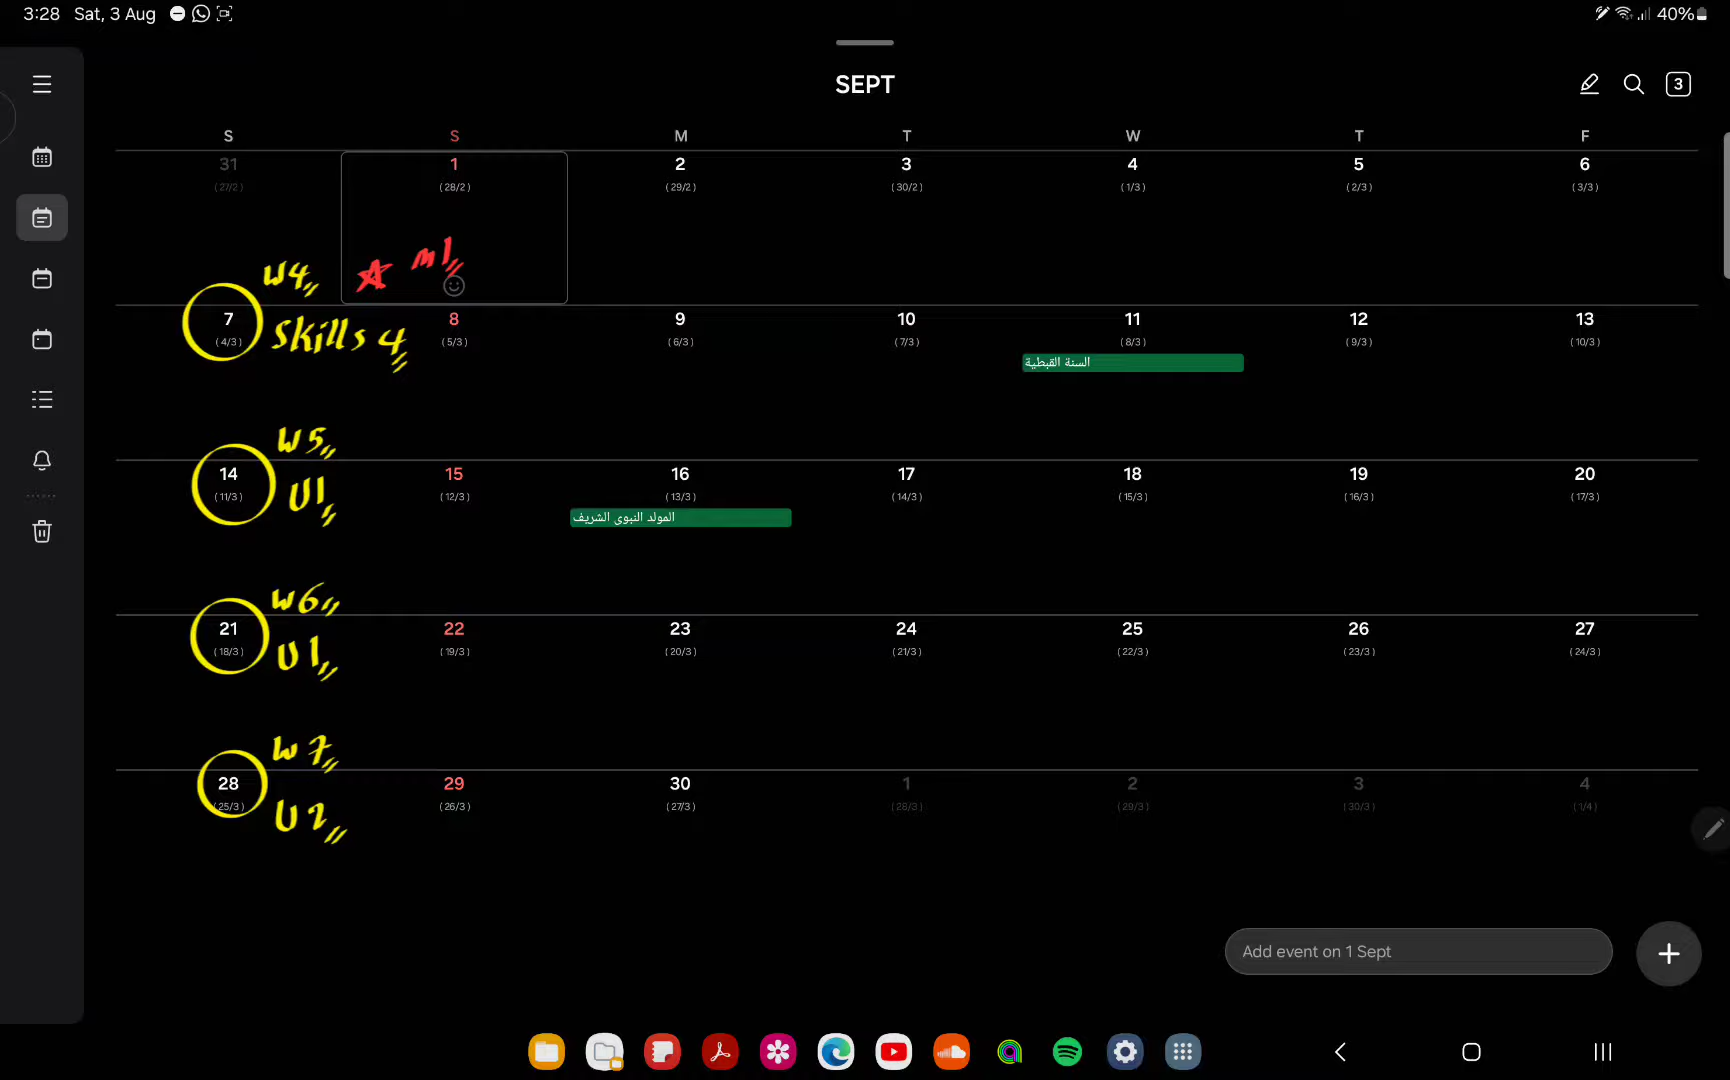 3:28 Sat, 3 Aug 40%
SEPT
3
S S M T W T F
31 1 2 3 4 5 6
(27/2) (28/2) (29/2) (30/2) (1/3) (2/3) (3/3)
W4
m1
7 8 9 10 11 12 13
Skills 4
(4/3) (5/3) (6/3) (7/3) (8/3) (9/3) (10/3)
السنة القبطية
W5
14 15 16 17 18 19 20
U1
(11/3) (12/3) (13/3) (14/3) (15/3) (16/3) (17/3)
المولد النبوي الشريف
W6
21 22 23 24 25 26 27
U1
(18/3) (19/3) (20/3) (21/3) (22/3) (23/3) (24/3)
W7
28 29 30 1 2 3 4
U2
(25/3) (26/3) (27/3) (28/3) (29/3) (30/3) (1/4)
Add event on 1 Sept